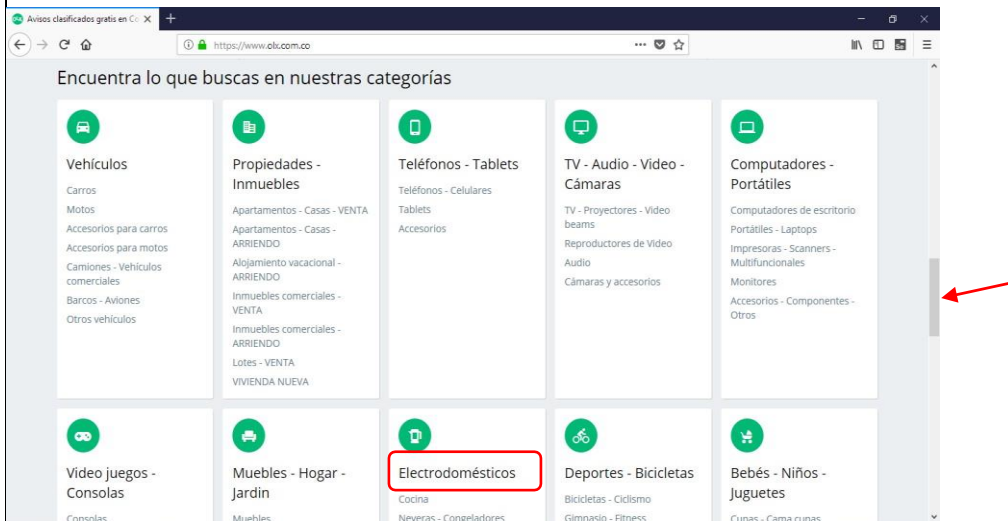 Avisos clasificados gratis en Co
https://www.olx.com.co
Encuentra lo que buscas en nuestras categorías
Vehículos
Carros
Motos
Accesorios para carros
Accesorios para motos
Camiones - Vehículos
comerciales
Barcos - Aviones
Otros vehículos
Propiedades -
Inmuebles
Apartamentos - Casas - VENTA
Apartamentos - Casas -
ARRIENDO
Alojamiento vacacional -
ARRIENDO
Inmuebles comerciales -
VENTA
Inmuebles comerciales -
ARRIENDO
Lotes - VENTA
VIVIENDA NUEVA
Teléfonos - Tablets
Teléfonos - Celulares
Tablets
Accesorios
TV - Audio - Video -
Cámaras
TV - Proyectores - Video
beams
Reproductores de Video
Audio
Cámaras y accesorios
Computadores -
Portátiles
Computadores de escritorio
Portátiles - Laptops
Impresoras - Scanners -
Multifuncionales
Monitores
Accesorios - Componentes -
Otros
Video juegos -
Consolas
Consolas
Muebles - Hogar -
Jardin
Muebles
Electrodomésticos
Cocina
Neveras - Congeladores
Deportes - Bicicletas
Bicicletas - Ciclismo
Gimnasio - Fitness
Bebés - Niños -
Juguetes
Cunas - Cama cunas